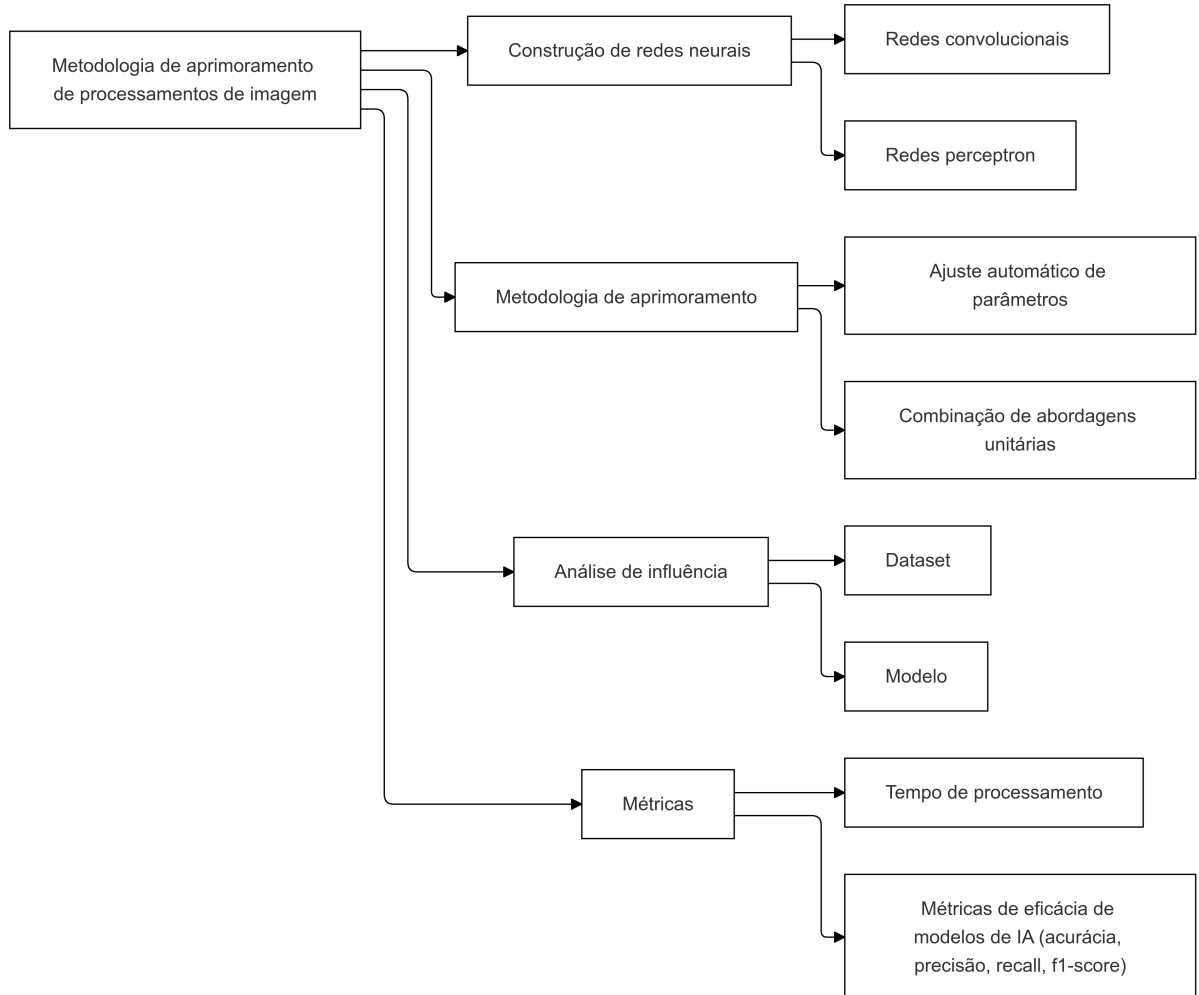 Metodologia de aprimoramento
de processamentos de imagem
Construção de redes neurais
Redes convolucionais
Redes perceptron
Metodologia de aprimoramento
Ajuste automático de
parâmetros
Combinação de abordagens
unitárias
Análise de influência
Dataset
Modelo
Métricas
Tempo de processamento
Métricas de eficácia de
modelos de IA (acurácia,
precisão, recall, f1-score)